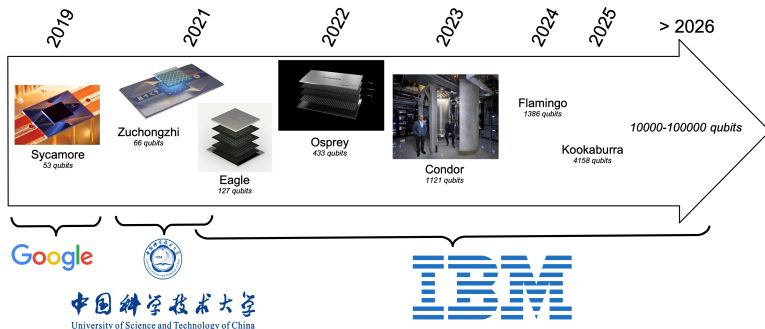 2019
2021
2022
2023
2024
2025
> 2026
Sycamore
53 qubits
Zuchongzhi
66 qubits
Eagle
127 qubits
Osprey
433 qubits
Condor
1121 qubits
Flamingo
1386 qubits
Kookaburra
4158 qubits
10000-100000 qubits
Google
中国科学技术大学
University of Science and Technology of China
IBM